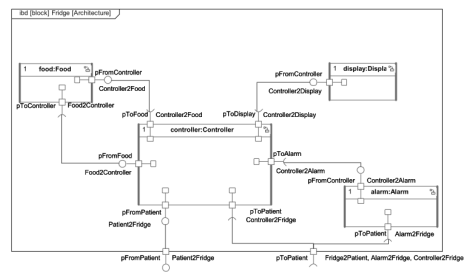 ibd [block] Fridge [Architecture]
1 food:Food
pFromController
Controller2Food
pToController Food2Controller
1 display:Displa
pFromController
Controller2Display
pToFood Controller2Food
pToDisplay Controller2Display
1 controller:Controller
pFromFood
Food2Controller
pToAlarm
Controller2Alarm
pFromController Controller2Alarm
1 alarm:Alarm
pToPatient Alarm2Fridge
pFromPatient
Patient2Fridge
pToPatient
Controller2Fridge
pFromPatient Patient2Fridge
pToPatient Fridge2Patient, Alarm2Fridge, Controller2Fridge